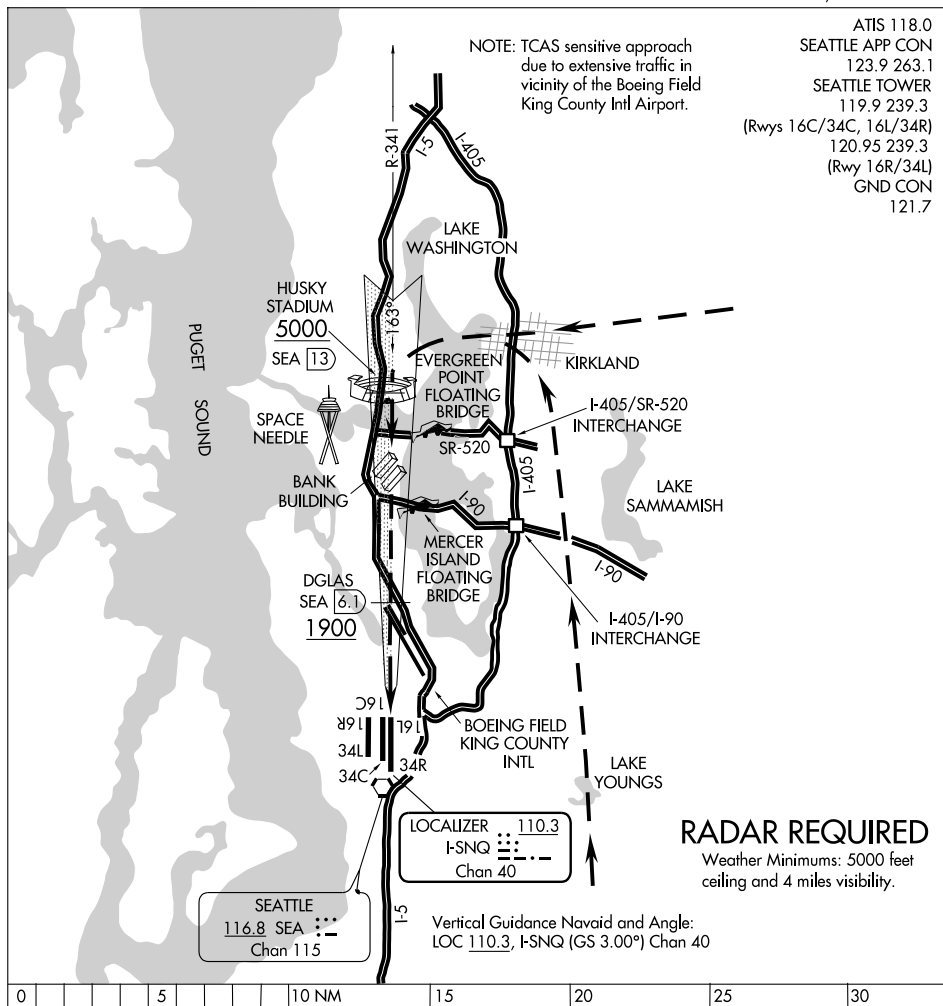 ATIS 118.0
SEATTLE APP CON
123.9 263.1
SEATTLE TOWER
119.9 239.3
(Rwys 16C/34C, 16L/34R)
120.95 239.3
(Rwy 16R/34L)
GND CON
121.7
NOTE: TCAS sensitive approach
due to extensive traffic in
vicinity of the Boeing Field
King County Intl Airport.
R-341
I-5
I-405
LAKE
WASHINGTON
HUSKY
STADIUM
5000
SEA 13
163°
PUGET
SOUND
EVERGREEN
POINT
FLOATING
BRIDGE
KIRKLAND
SPACE
NEEDLE
I-405/SR-520
INTERCHANGE
SR-520
I-405
BANK
BUILDING
I-90
LAKE
SAMMAMISH
MERCER
ISLAND
FLOATING
BRIDGE
I-90
DGLAS
SEA 6.1
1900
I-405/I-90
INTERCHANGE
16R
16C
16L
34L
34C
34R
BOEING FIELD
KING COUNTY
INTL
LAKE
YOUNGS
LOCALIZER 110.3
I-SNQ
Chan 40
RADAR REQUIRED
Weather Minimums: 5000 feet
ceiling and 4 miles visibility.
SEATTLE
116.8 SEA
Chan 115
I-5
Vertical Guidance Navaid and Angle:
LOC 110.3, I-SNQ (GS 3.00°) Chan 40
0 5 10 NM 15 20 25 30